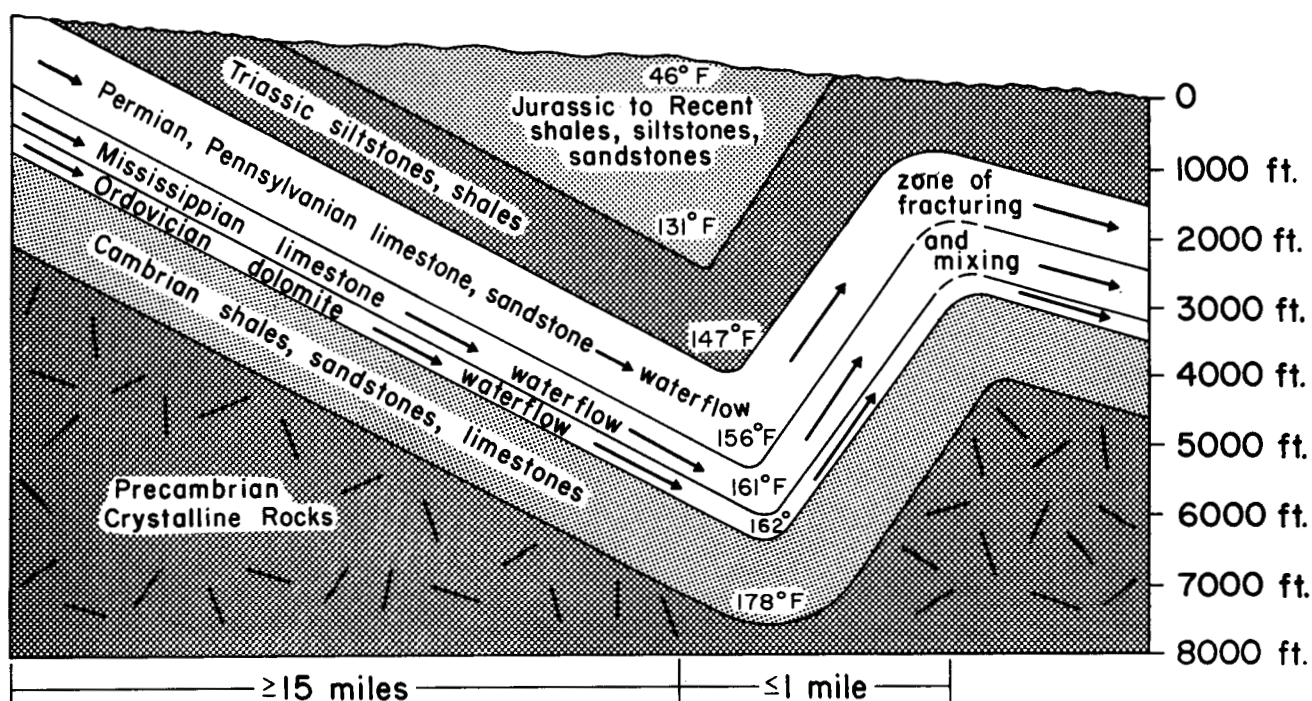 46°F
Jurassic to Recent
shales, siltstones,
sandstones
Triassic siltstones, shales
131°F
Permian, Pennsylvanian limestone, sandstone
waterflow
147°F
Mississippian limestone
waterflow
156°F
Ordovician dolomite
waterflow
161°F
162°
Cambrian shales, sandstones, limestones
178°F
Precambrian
Crystalline Rocks
zone of
fracturing
and
mixing
0
1000 ft.
2000 ft.
3000 ft.
4000 ft.
5000 ft.
6000 ft.
7000 ft.
8000 ft.
≥15 miles
≤1 mile